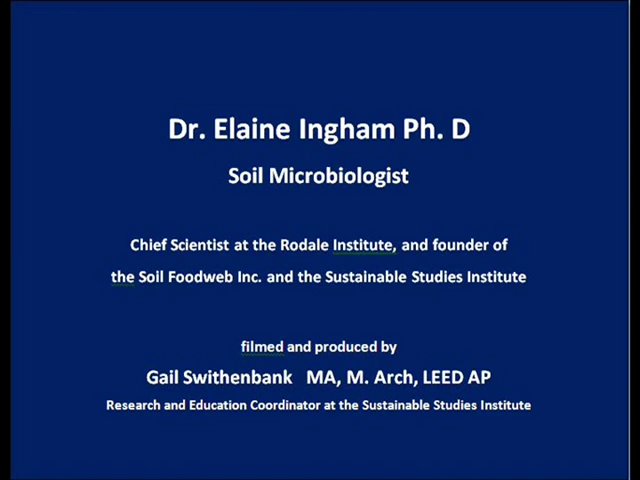 Dr. Elaine Ingham Ph. D
Soil Microbiologist
Chief Scientist at the Rodale Institute, and founder of
the Soil Foodweb Inc. and the Sustainable Studies Institute
filmed and produced by
Gail Swithenbank   MA, M. Arch, LEED AP
Research and Education Coordinator at the Sustainable Studies Institute